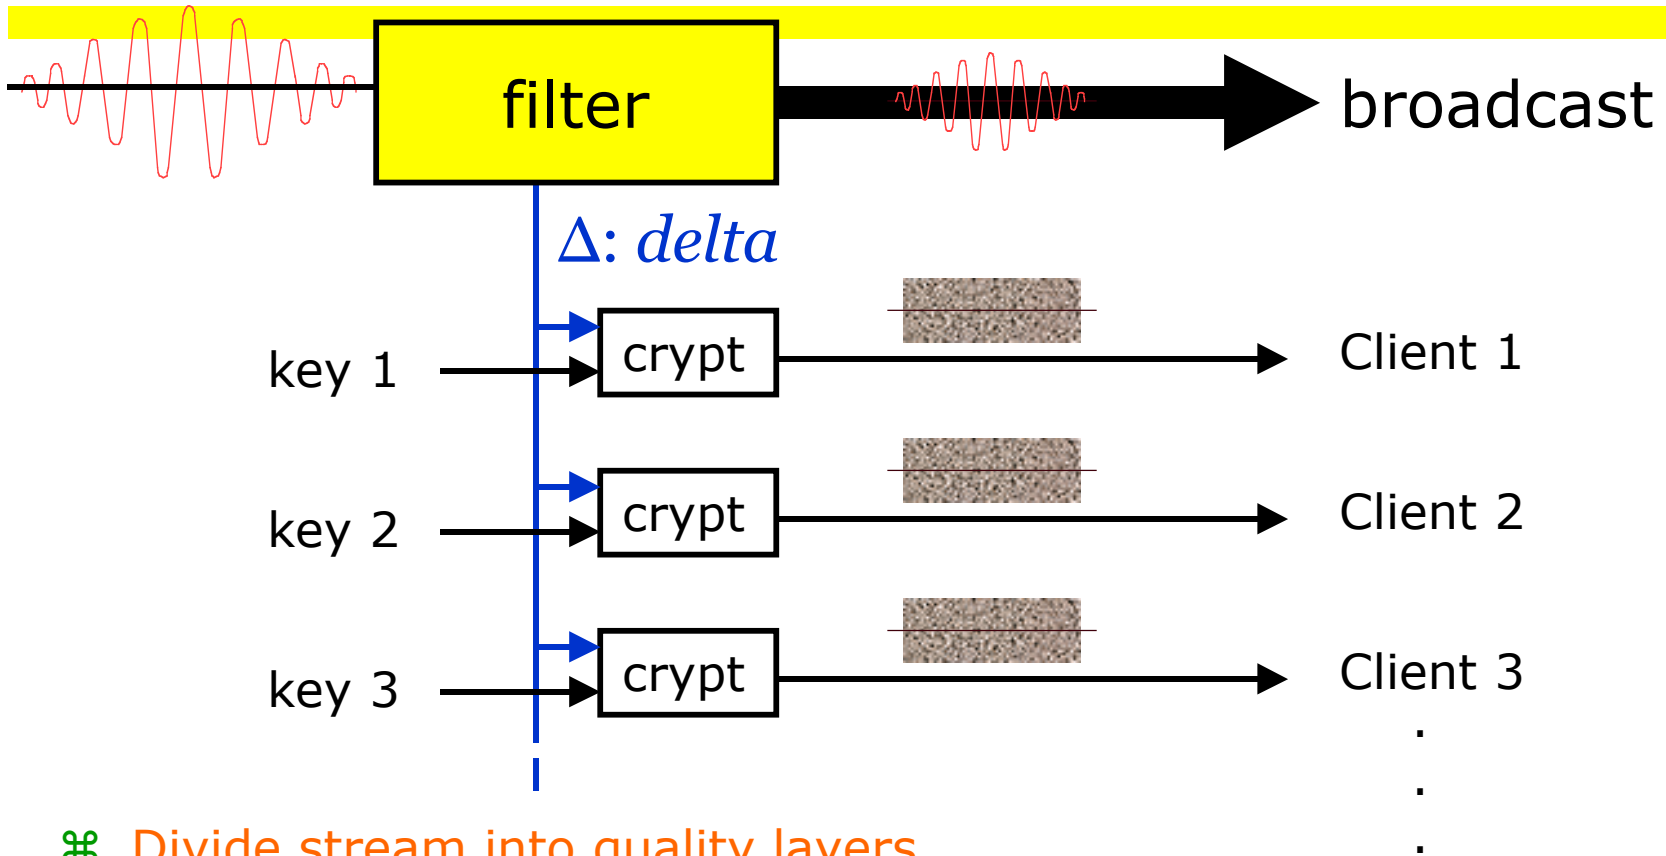 filter
broadcast
Δ: delta
key 1
crypt
Client 1
key 2
crypt
Client 2
key 3
crypt
Client 3
.
.
.
⌘ Divide stream into quality layers